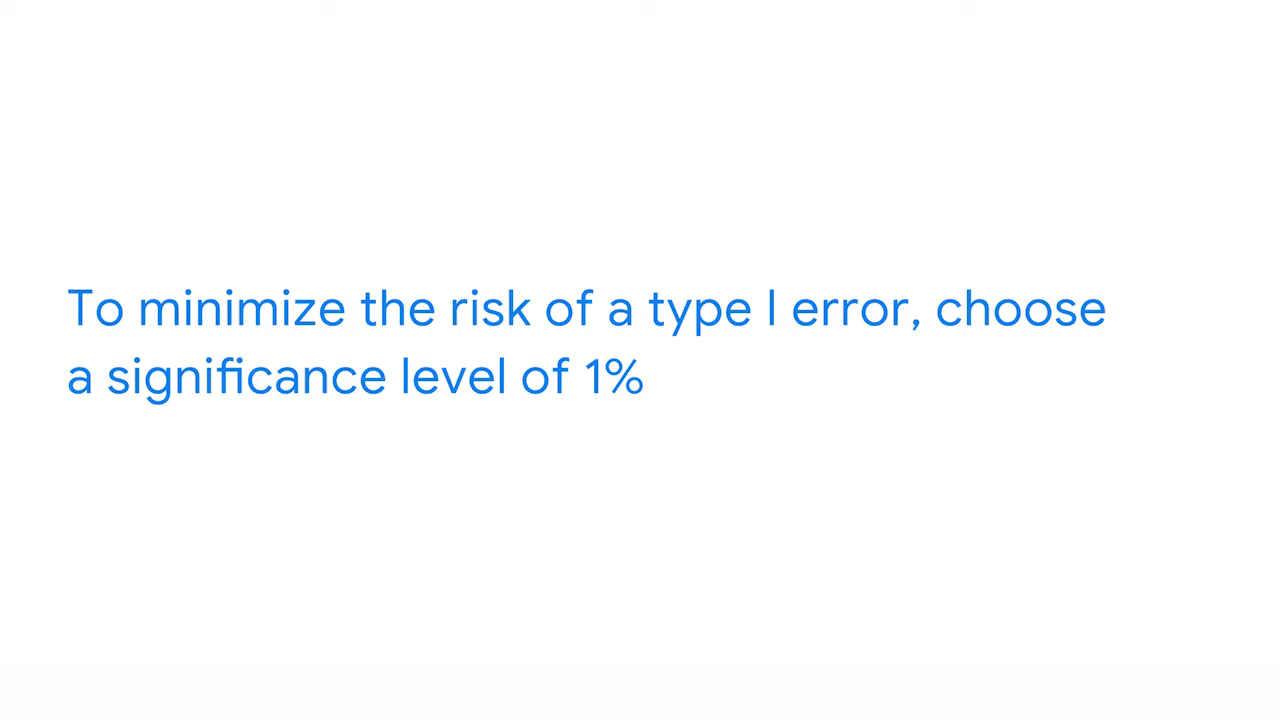 To minimize the risk of a type I error, choose
a significance level of 1%